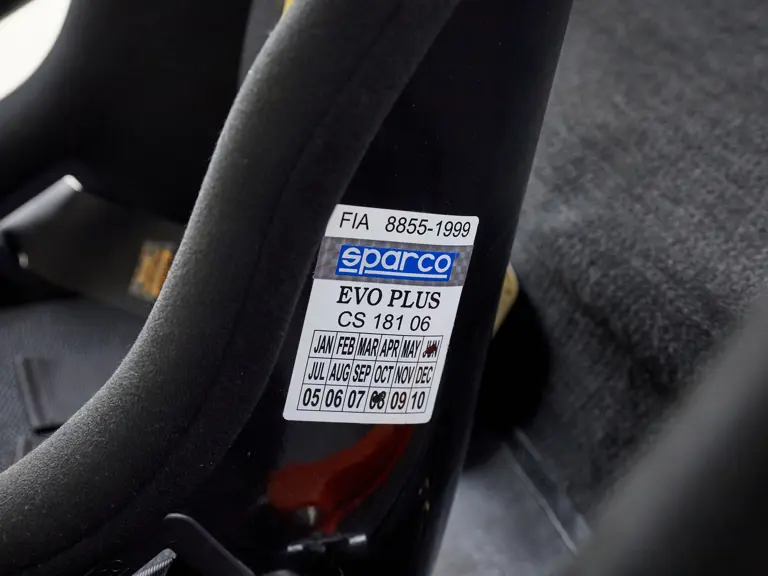 FIA 8855-1999
sparco
EVO PLUS
CS 181 06
JAN FEB MAR APR MAY JUN
JUL AUG SEP OCT NOV DEC
05 06 07 08 09 10